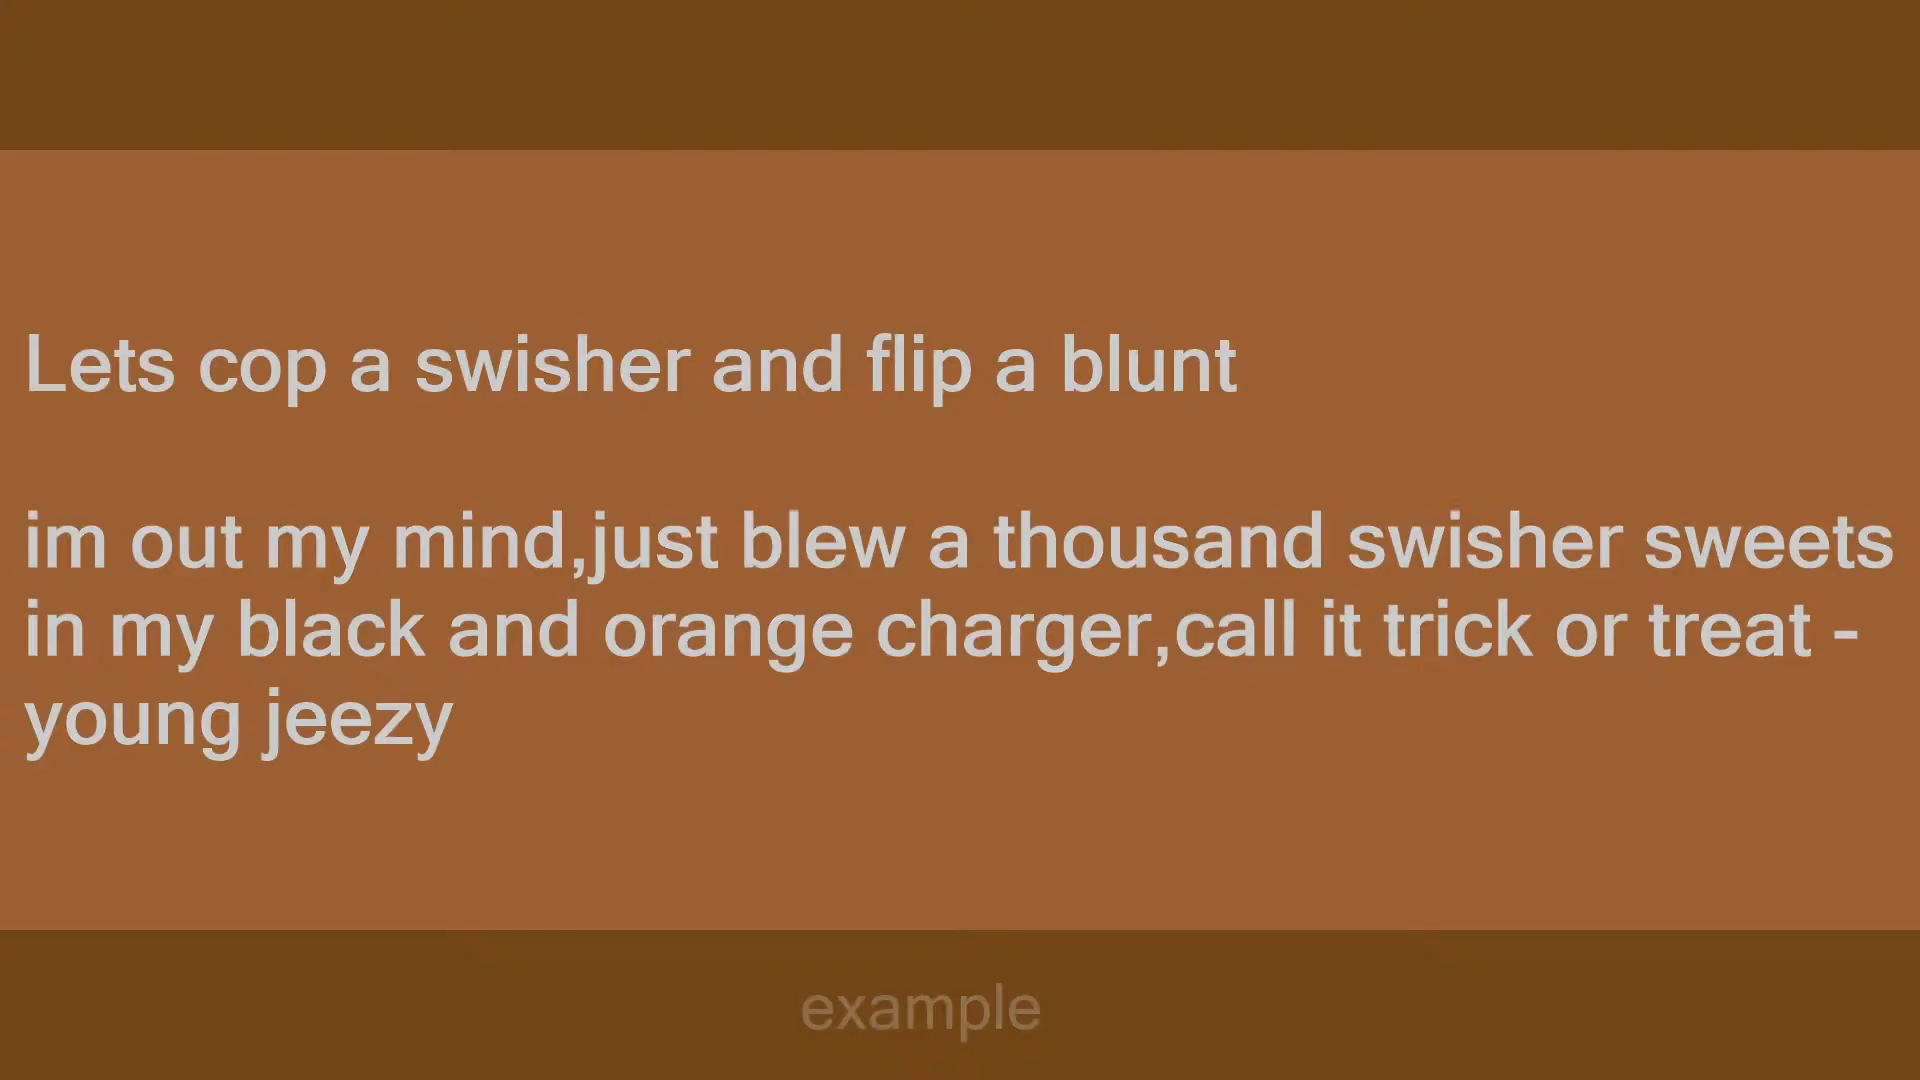 Lets cop a swisher and flip a blunt
im out my mind,just blew a thousand swisher sweets
in my black and orange charger,call it trick or treat -
young jeezy
example